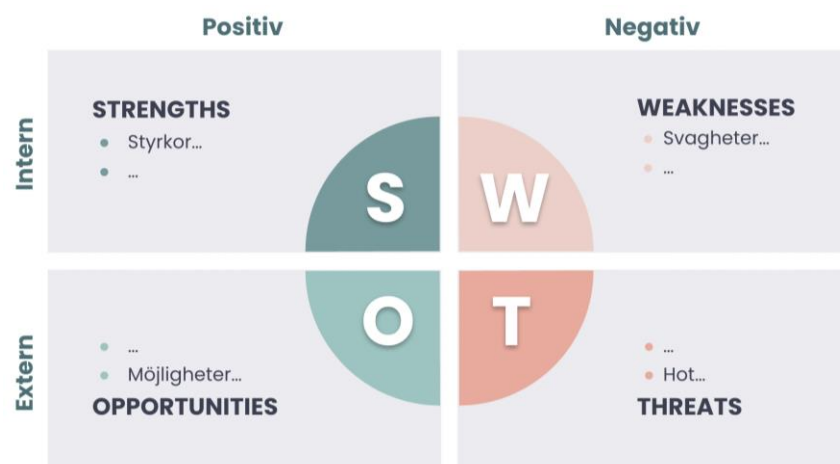 Positiv
Negativ
Intern
STRENGTHS
Styrkor...
...
S
WEAKNESSES
Svagheter...
...
W
Extern
...
Möjligheter...
OPPORTUNITIES
O
...
Hot...
THREATS
T